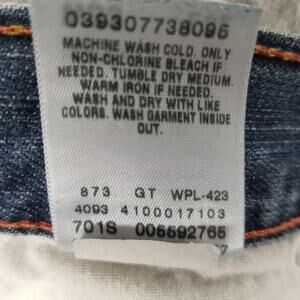 039307738095
MACHINE WASH COLD. ONLY
NON-CHLORINE BLEACH IF
NEEDED. TUMBLE DRY MEDIUM.
WARM IRON IF NEEDED.
WASH AND DRY WITH LIKE
COLORS. WASH GARMENT INSIDE
OUT.
873 GT WPL-423
4093 4100017103
701S 006592765